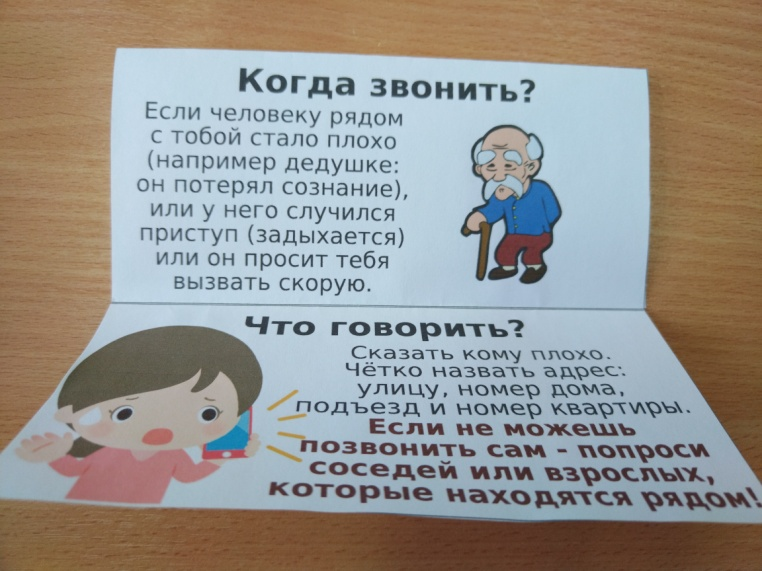 Когда звонить?
Если человеку рядом
с тобой стало плохо
(например дедушке:
он потерял сознание),
или у него случился
приступ (задыхается)
или он просит тебя
вызвать скорую.
Что говорить?
Сказать кому плохо.
Чётко назвать адрес:
улицу, номер дома,
подъезд и номер квартиры.
Если не можешь
позвонить сам - попроси
соседей или взрослых,
которые находятся рядом!